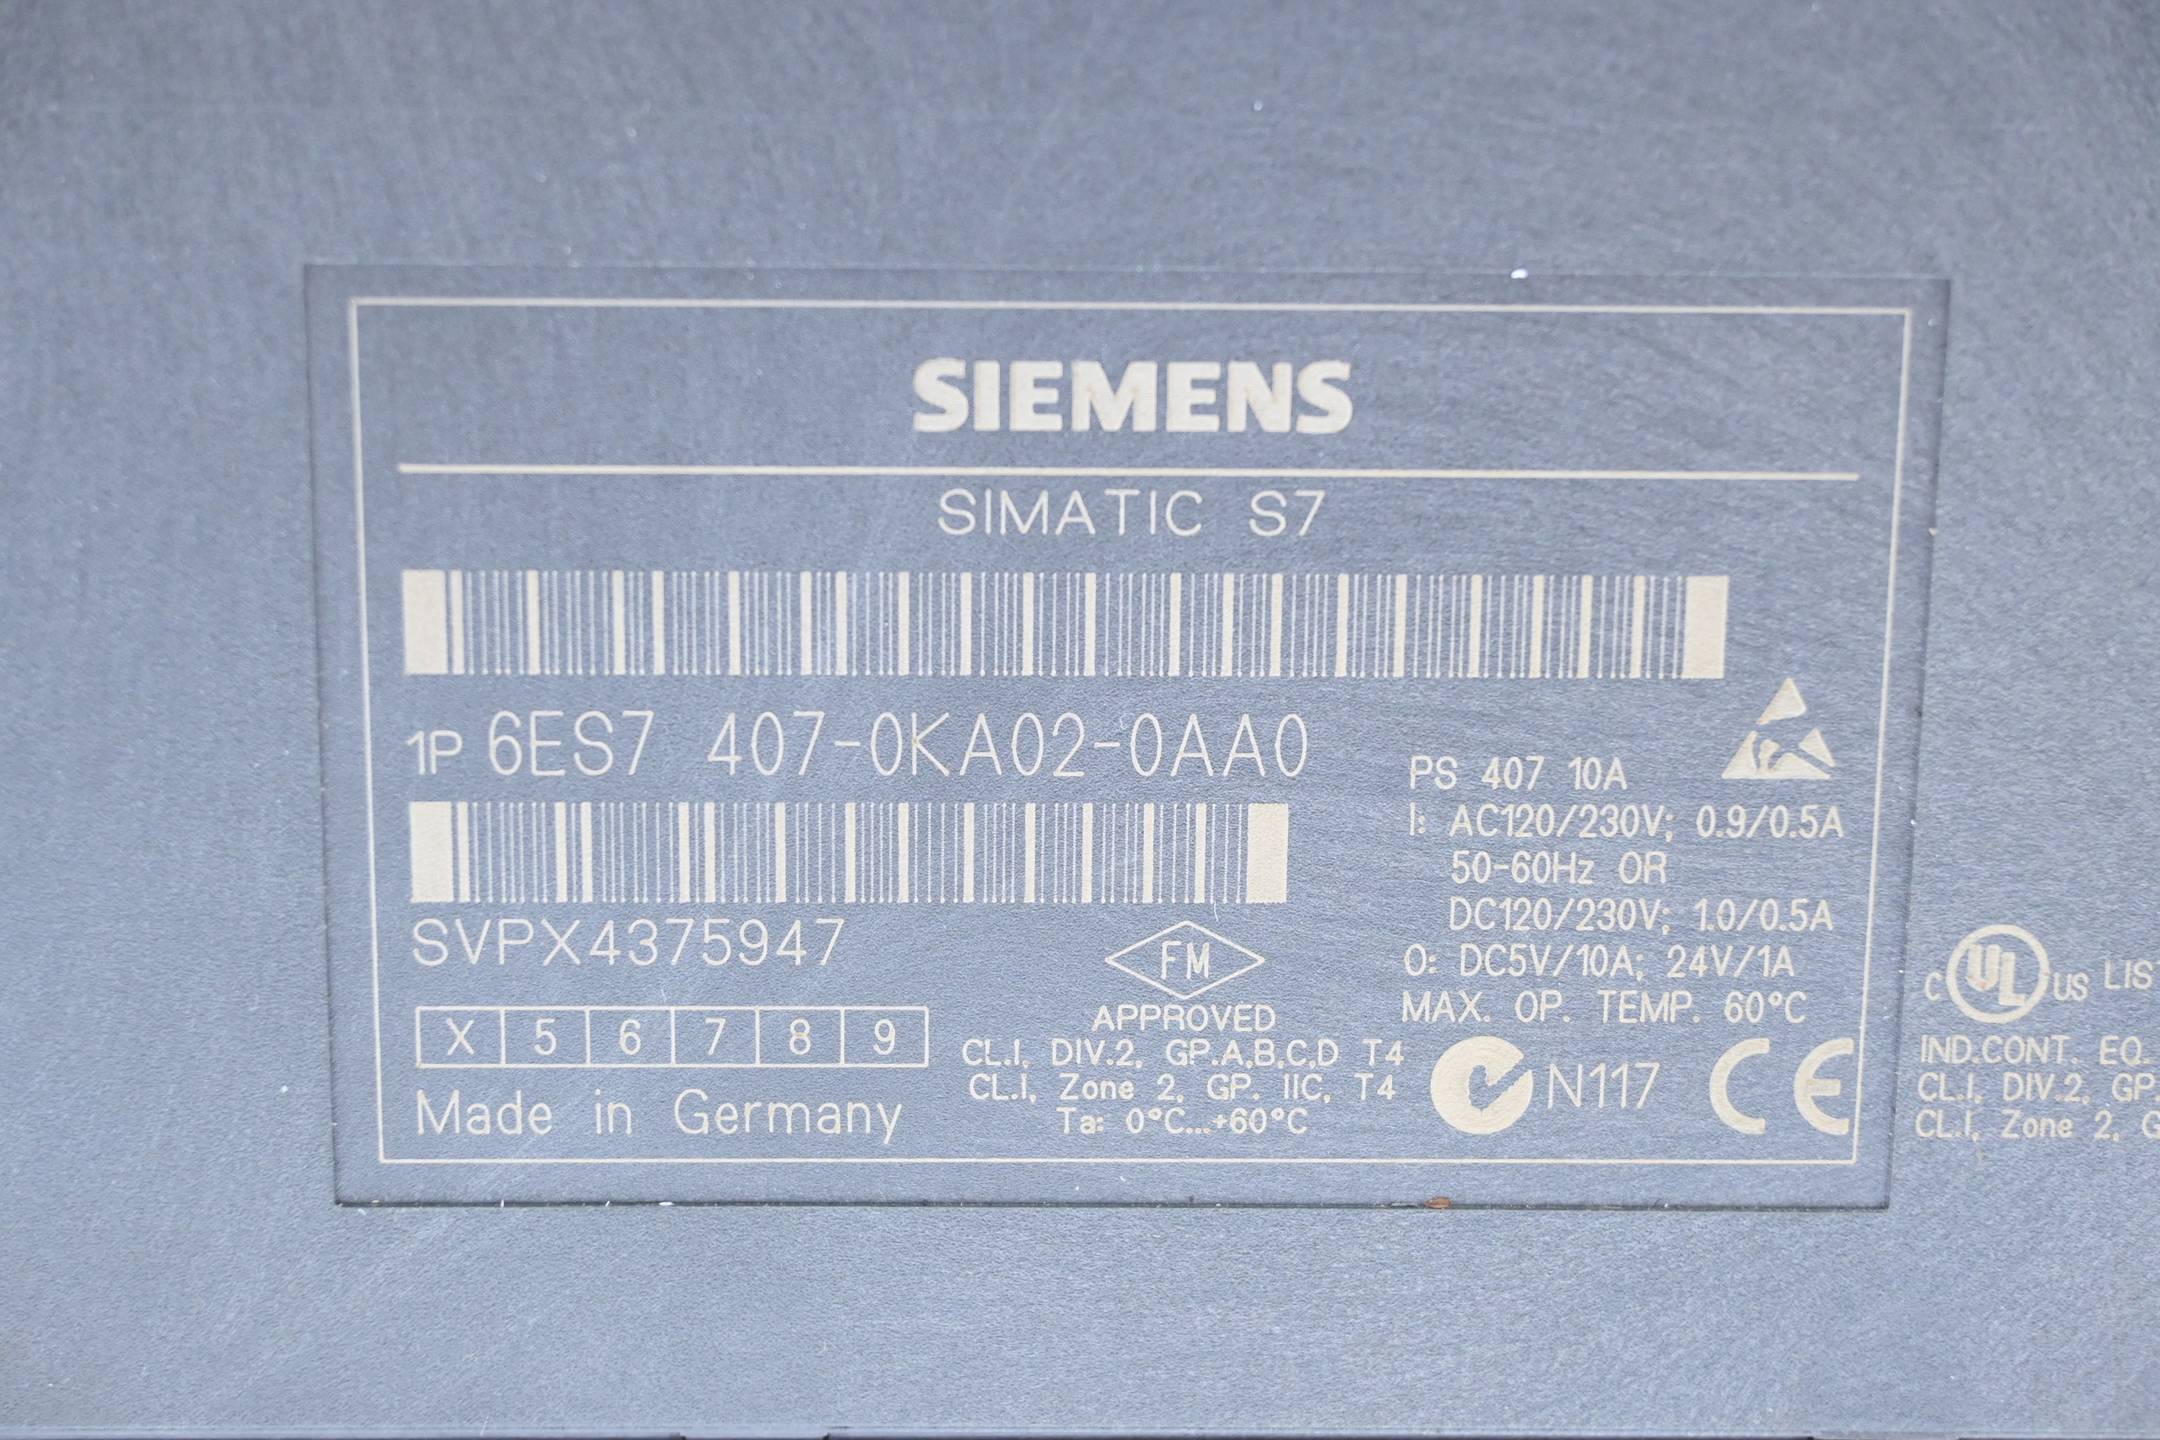 SIEMENS
SIMATIC S7
1P 6ES7 407-0KA02-0AA0
PS 407 10A
I: AC120/230V; 0.9/0.5A
50-60Hz OR
DC120/230V; 1.0/0.5A
O: DC5V/10A; 24V/1A
MAX. OP. TEMP. 60°C
SVPX4375947
X 5 6 7 8 9
Made in Germany
FM
APPROVED
CL.I, DIV.2, GP.A,B,C,D T4
CL.I, Zone 2, GP. IIC, T4
Ta: 0°C...+60°C
N117
CE
C UL US LIS
IND.CONT. EQ.
CL.I, DIV.2, GP.
CL.I, Zone 2, G